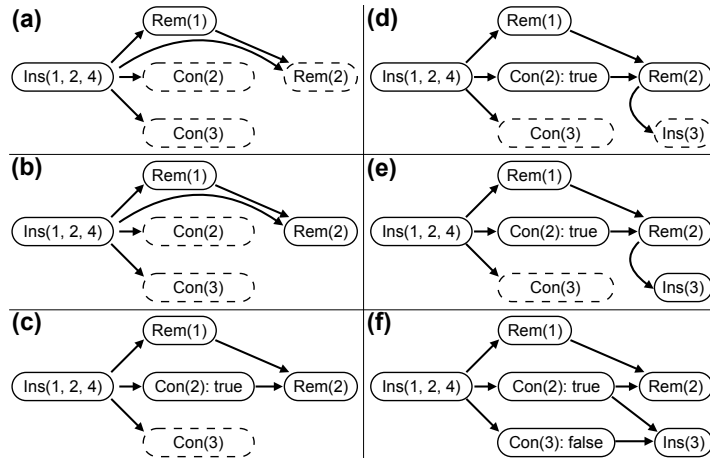 (a)
Rem(1)
Ins(1, 2, 4)
Con(2)
Rem(2)
Con(3)
(b)
Rem(1)
Ins(1, 2, 4)
Con(2)
Rem(2)
Con(3)
(c)
Rem(1)
Ins(1, 2, 4)
Con(2): true
Rem(2)
Con(3)
(d)
Rem(1)
Ins(1, 2, 4)
Con(2): true
Rem(2)
Con(3)
Ins(3)
(e)
Rem(1)
Ins(1, 2, 4)
Con(2): true
Rem(2)
Con(3)
Ins(3)
(f)
Rem(1)
Ins(1, 2, 4)
Con(2): true
Rem(2)
Con(3): false
Ins(3)